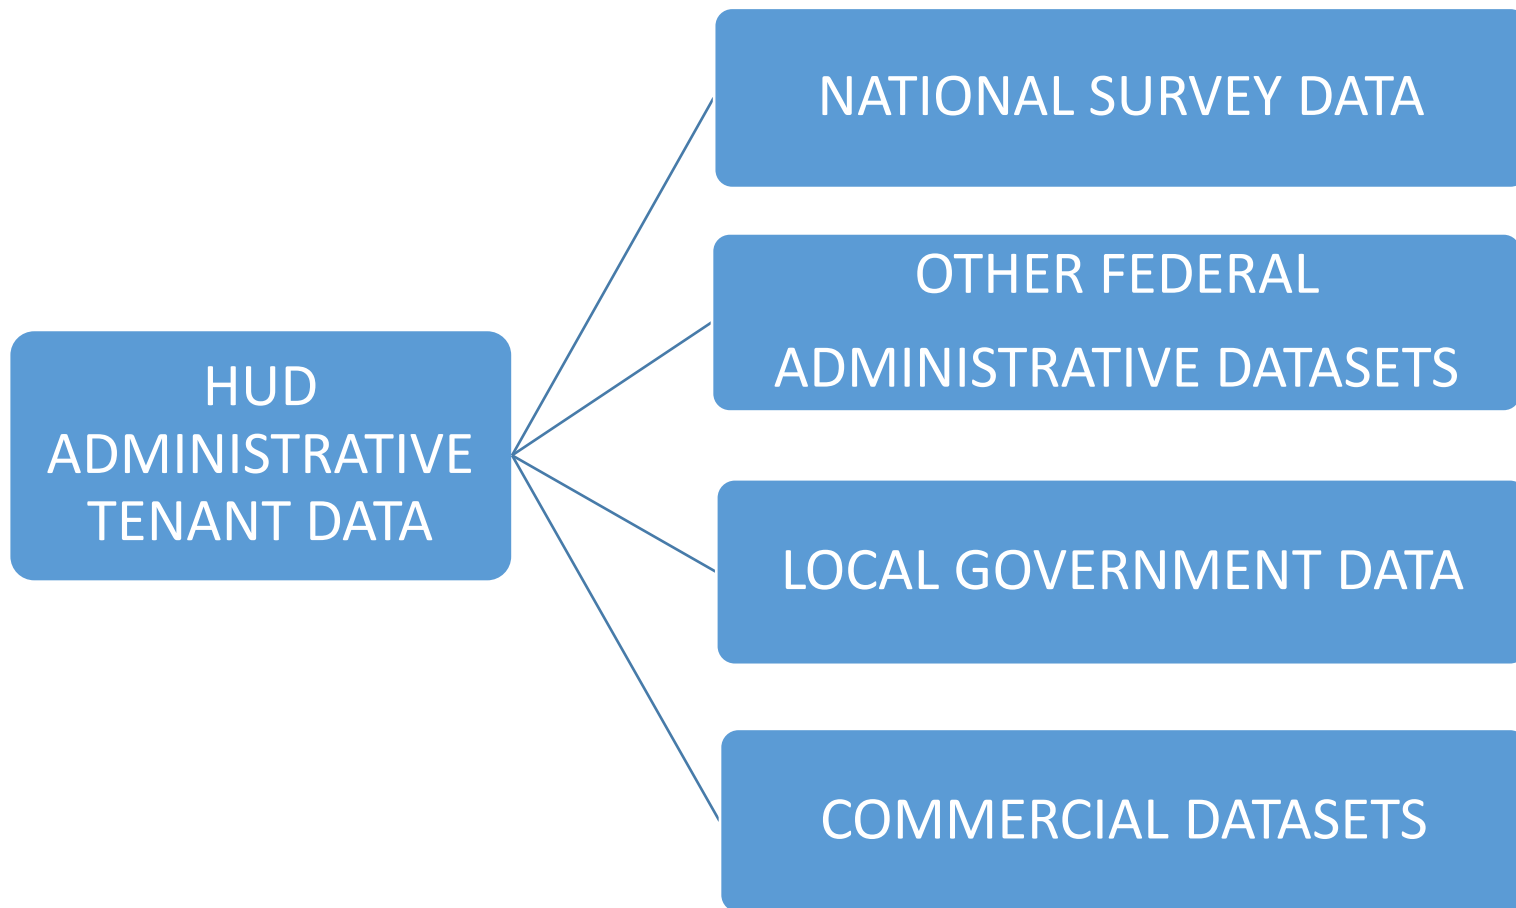 NATIONAL SURVEY DATA
OTHER FEDERAL
ADMINISTRATIVE DATASETS
HUD
ADMINISTRATIVE
TENANT DATA
LOCAL GOVERNMENT DATA
COMMERCIAL DATASETS